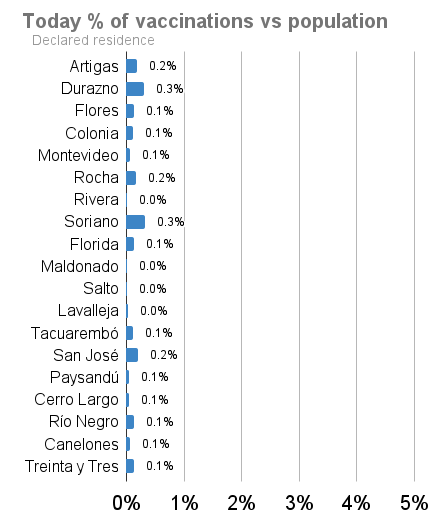 Today % of vaccinations vs population
Declared residence
Artigas 0.2%
Durazno 0.3%
Flores 0.1%
Colonia 0.1%
Montevideo 0.1%
Rocha 0.2%
Rivera 0.0%
Soriano 0.3%
Florida 0.1%
Maldonado 0.0%
Salto 0.0%
Lavalleja 0.0%
Tacuarembó 0.1%
San José 0.2%
Paysandú 0.1%
Cerro Largo 0.1%
Río Negro 0.1%
Canelones 0.1%
Treinta y Tres 0.1%
0% 1% 2% 3% 4% 5%